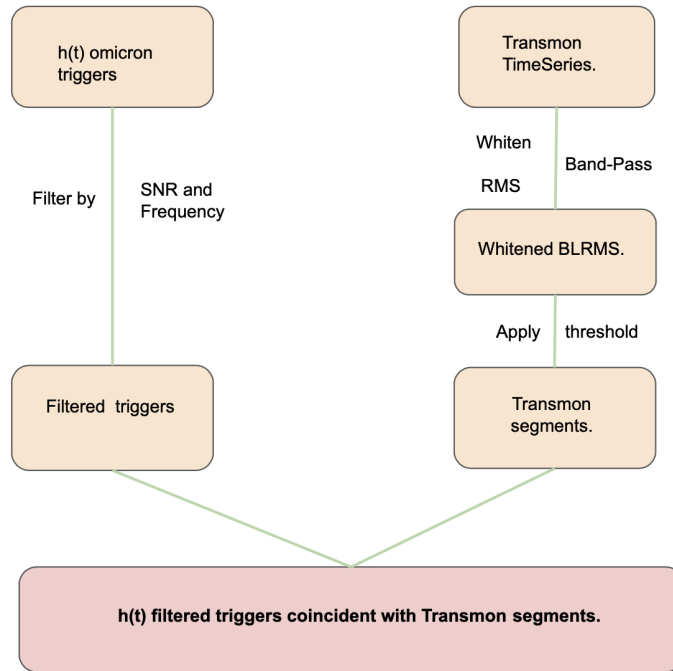 h(t) omicron
triggers
Transmon
TimeSeries.
Whiten
Band-Pass
RMS
Filter by
SNR and
Frequency
Whitened BLRMS.
Apply threshold
Filtered triggers
Transmon
segments.
h(t) filtered triggers coincident with Transmon segments.